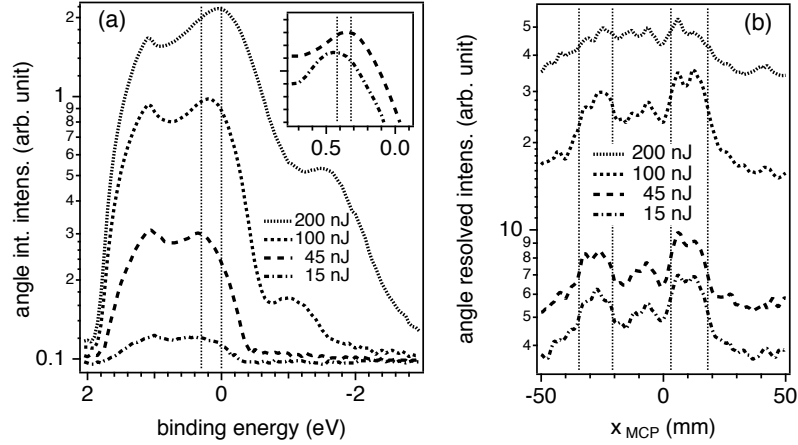 (a)
angle int. intens. (arb. unit)
2
1
9
8
7
6
5
4
3
2
0.1
2
0
-2
binding energy (eV)
0.5
0.0
200 nJ
100 nJ
45 nJ
15 nJ
(b)
angle resolved intens. (arb. unit)
5
4
3
2
10
9
8
7
6
5
4
-50
0
50
x MCP (mm)
200 nJ
100 nJ
45 nJ
15 nJ